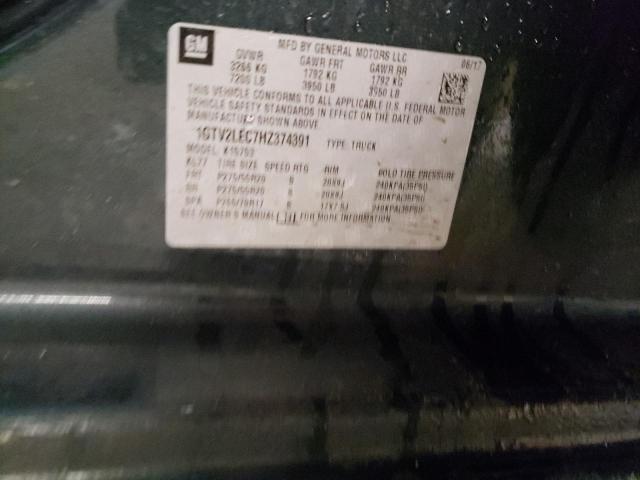 GM
MFD BY GENERAL MOTORS LLC
08/17
GVWR GAWR FRT GAWR RR
3266 KG 1792 KG 1792 KG
7200 LB 3950 LB 3950 LB
THIS VEHICLE CONFORMS TO ALL APPLICABLE U.S. FEDERAL MOTOR
VEHICLE SAFETY STANDARDS IN EFFECT ON THE DATE OF
MANUFACTURE SHOWN ABOVE
1GTV2LEC7HZ374391 TYPE: TRUCK
MODEL: K15753
TIRE SIZE SPEED RTG RIM COLD TIRE PRESSURE
FRT P275/55R20 S 20X9J 240KPA(35PSI)
RR P275/55R20 S 20X9J 240KPA(35PSI)
SPA P265/70R17 S 240KPA(35PSI)
SEE OWNER'S MANUAL FOR MORE INFORMATION